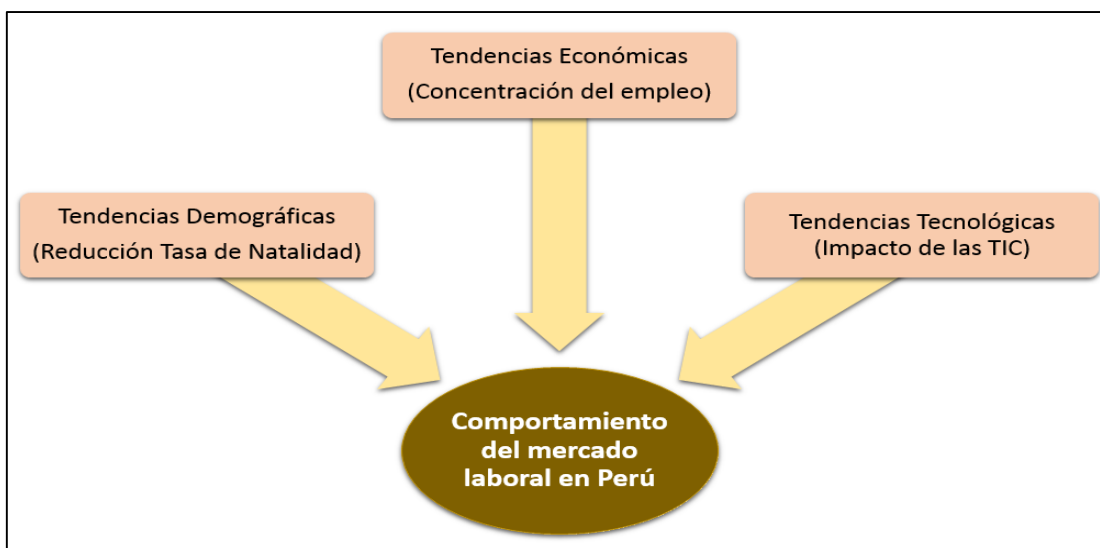 Tendencias Económicas
(Concentración del empleo)
Tendencias Demográficas
(Reducción Tasa de Natalidad)
Tendencias Tecnológicas
(Impacto de las TIC)
Comportamiento
del mercado
laboral en Perú